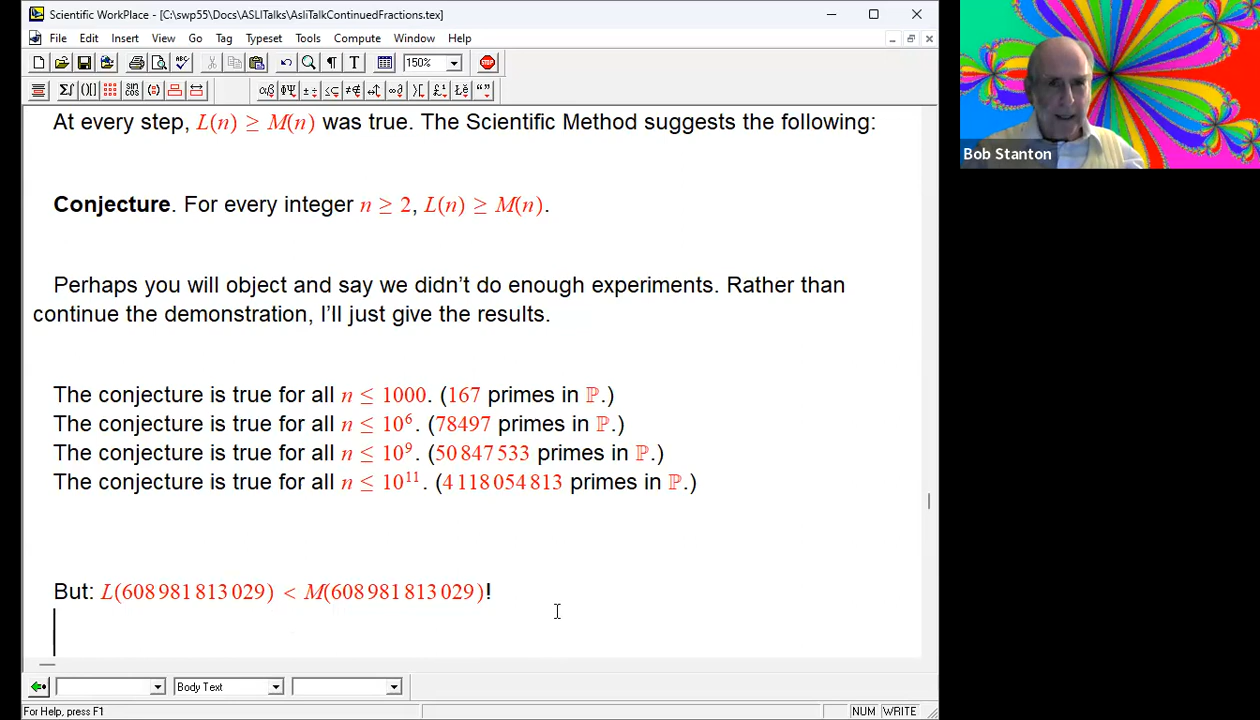 Scientific WorkPlace - [C:\swp55\Docs\ASLITalks\AsliTalkContinuedFractions.tex]
File Edit Insert View Go Tag Typeset Tools Compute Window Help
150%
STOP
At every step, L(n) ≥ M(n) was true. The Scientific Method suggests the following:
Conjecture. For every integer n ≥ 2, L(n) ≥ M(n).
Perhaps you will object and say we didn't do enough experiments. Rather than
continue the demonstration, I'll just give the results.
The conjecture is true for all n ≤ 1000. (167 primes in ℙ.)
The conjecture is true for all n ≤ 10⁶. (78497 primes in ℙ.)
The conjecture is true for all n ≤ 10⁹. (50 847 533 primes in ℙ.)
The conjecture is true for all n ≤ 10¹¹. (4 118 054 813 primes in ℙ.)
But: L(608 981 813 029) < M(608 981 813 029)!
Body Text
For Help, press F1
NUM WRITE
Bob Stanton